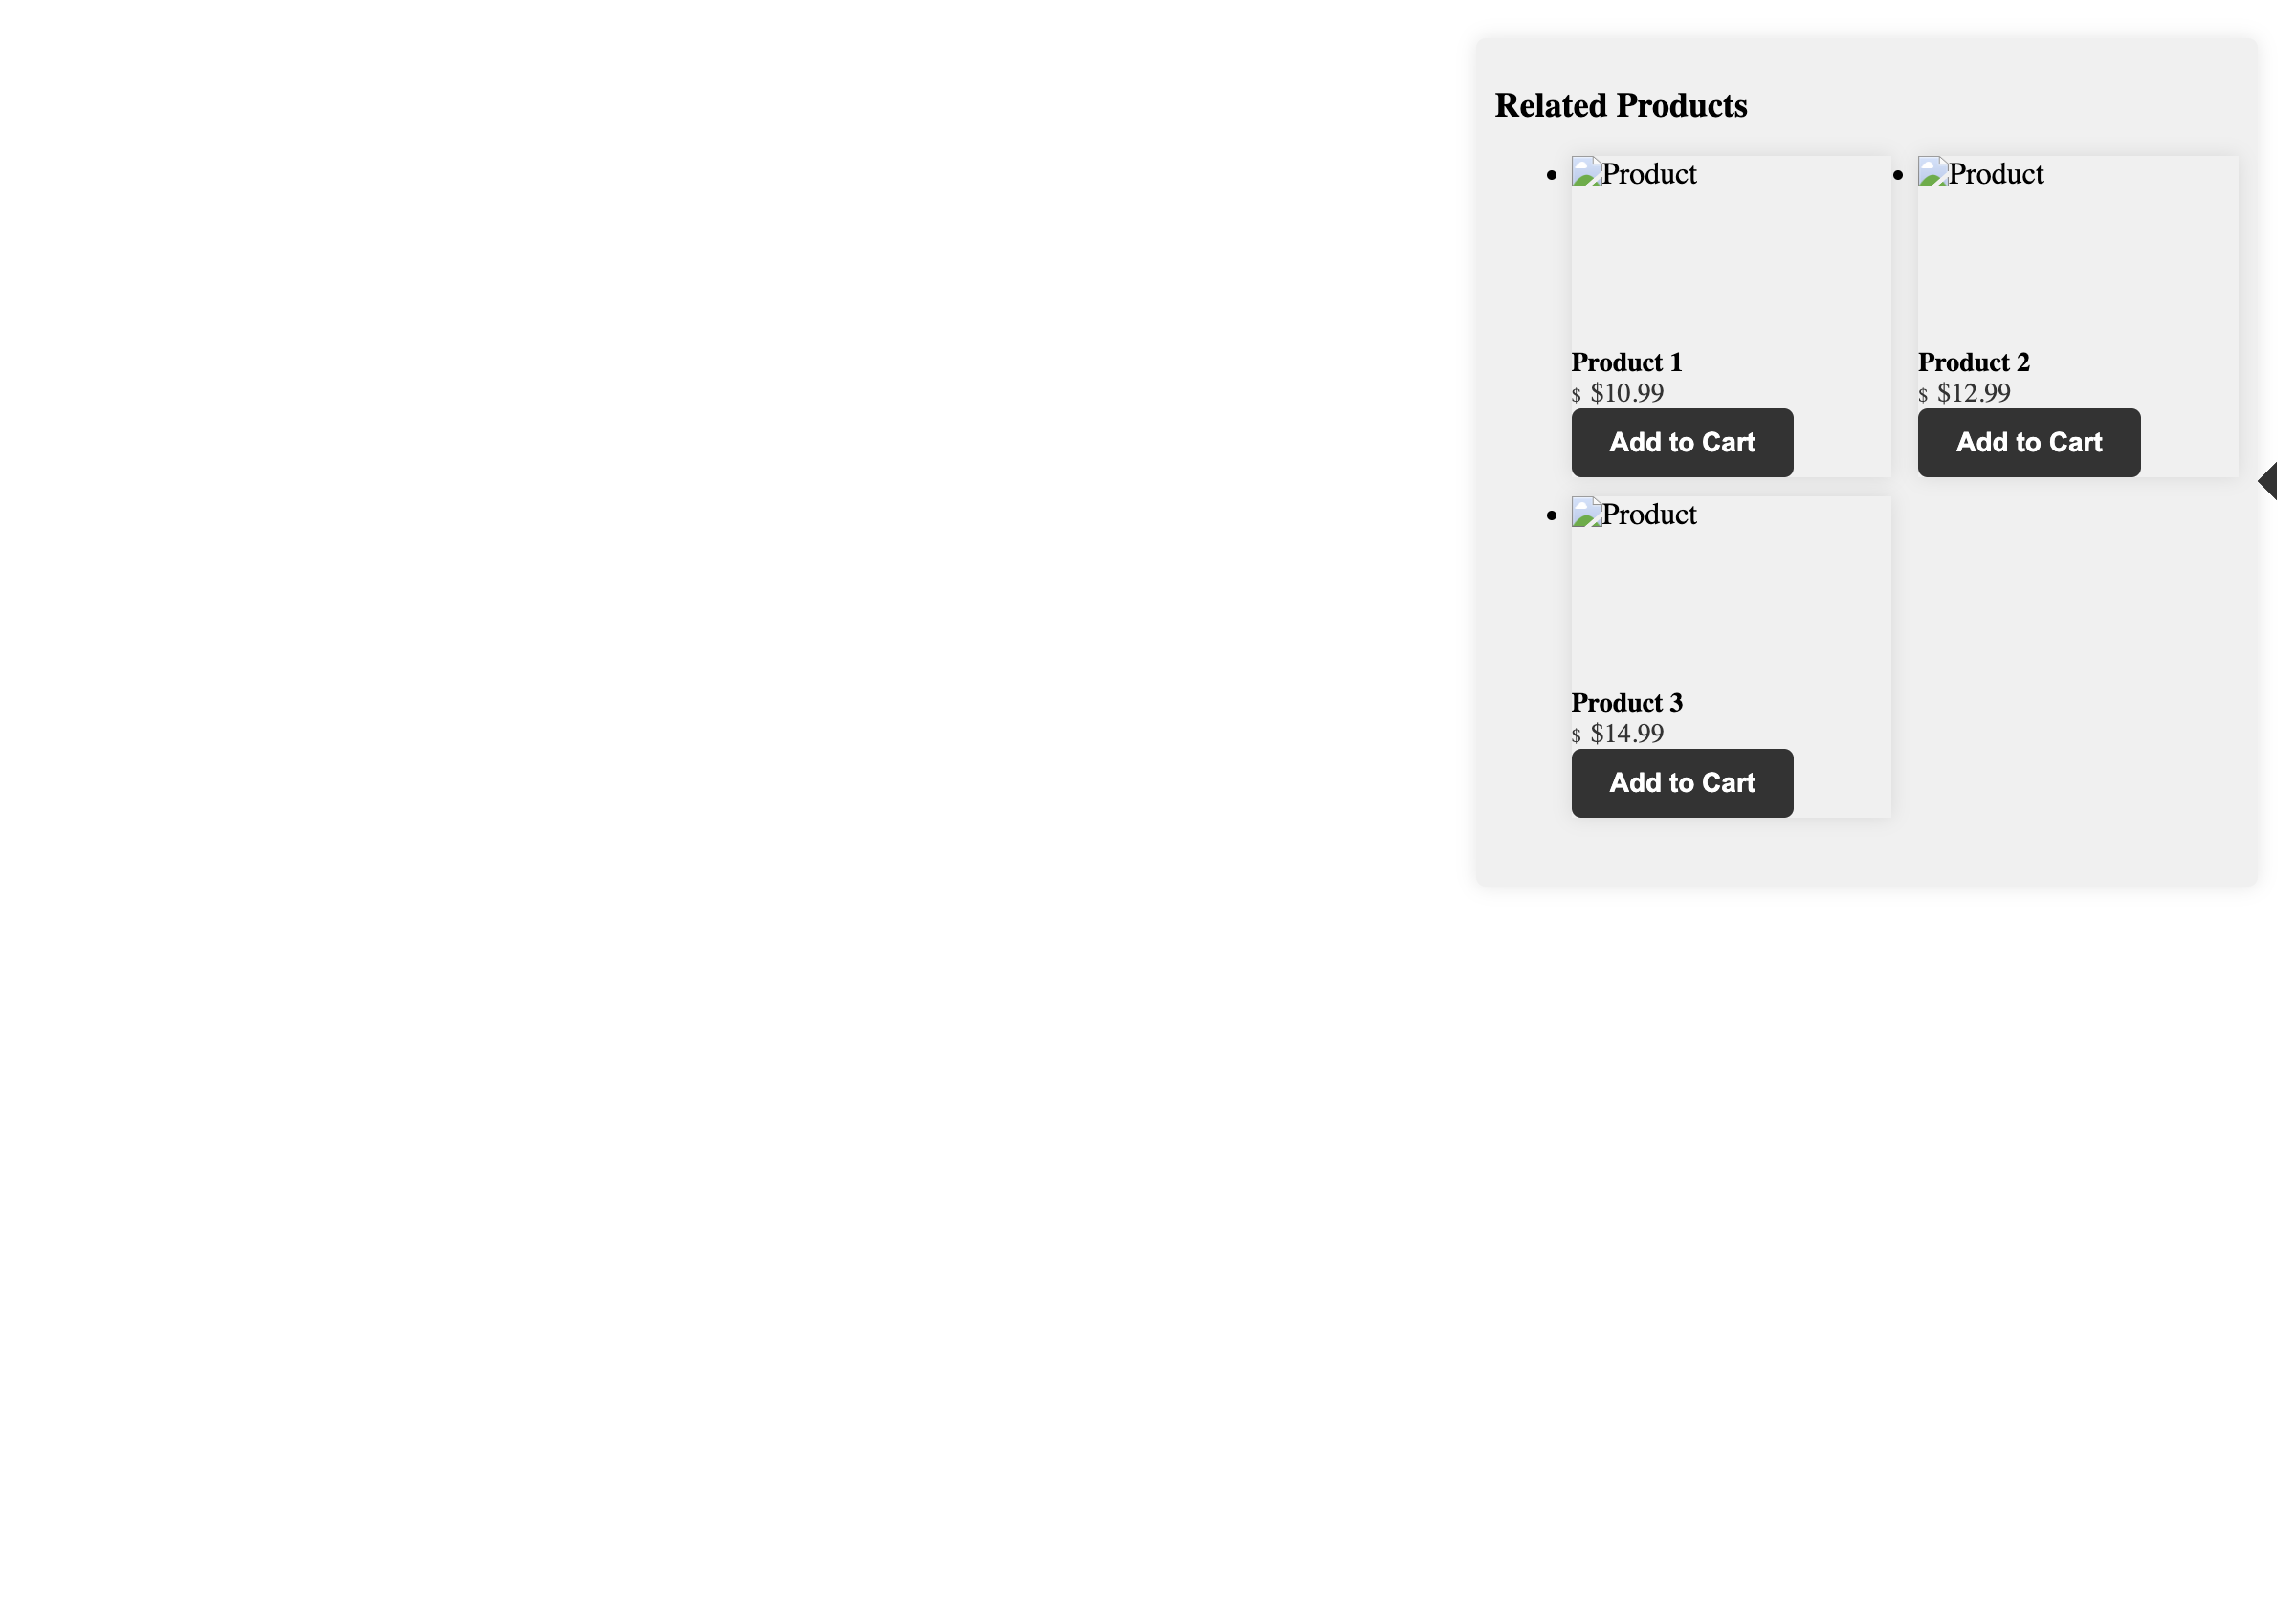 Related Products
Product
Product 1
$ $10.99
Add to Cart
Product
Product 2
$ $12.99
Add to Cart
Product
Product 3
$ $14.99
Add to Cart